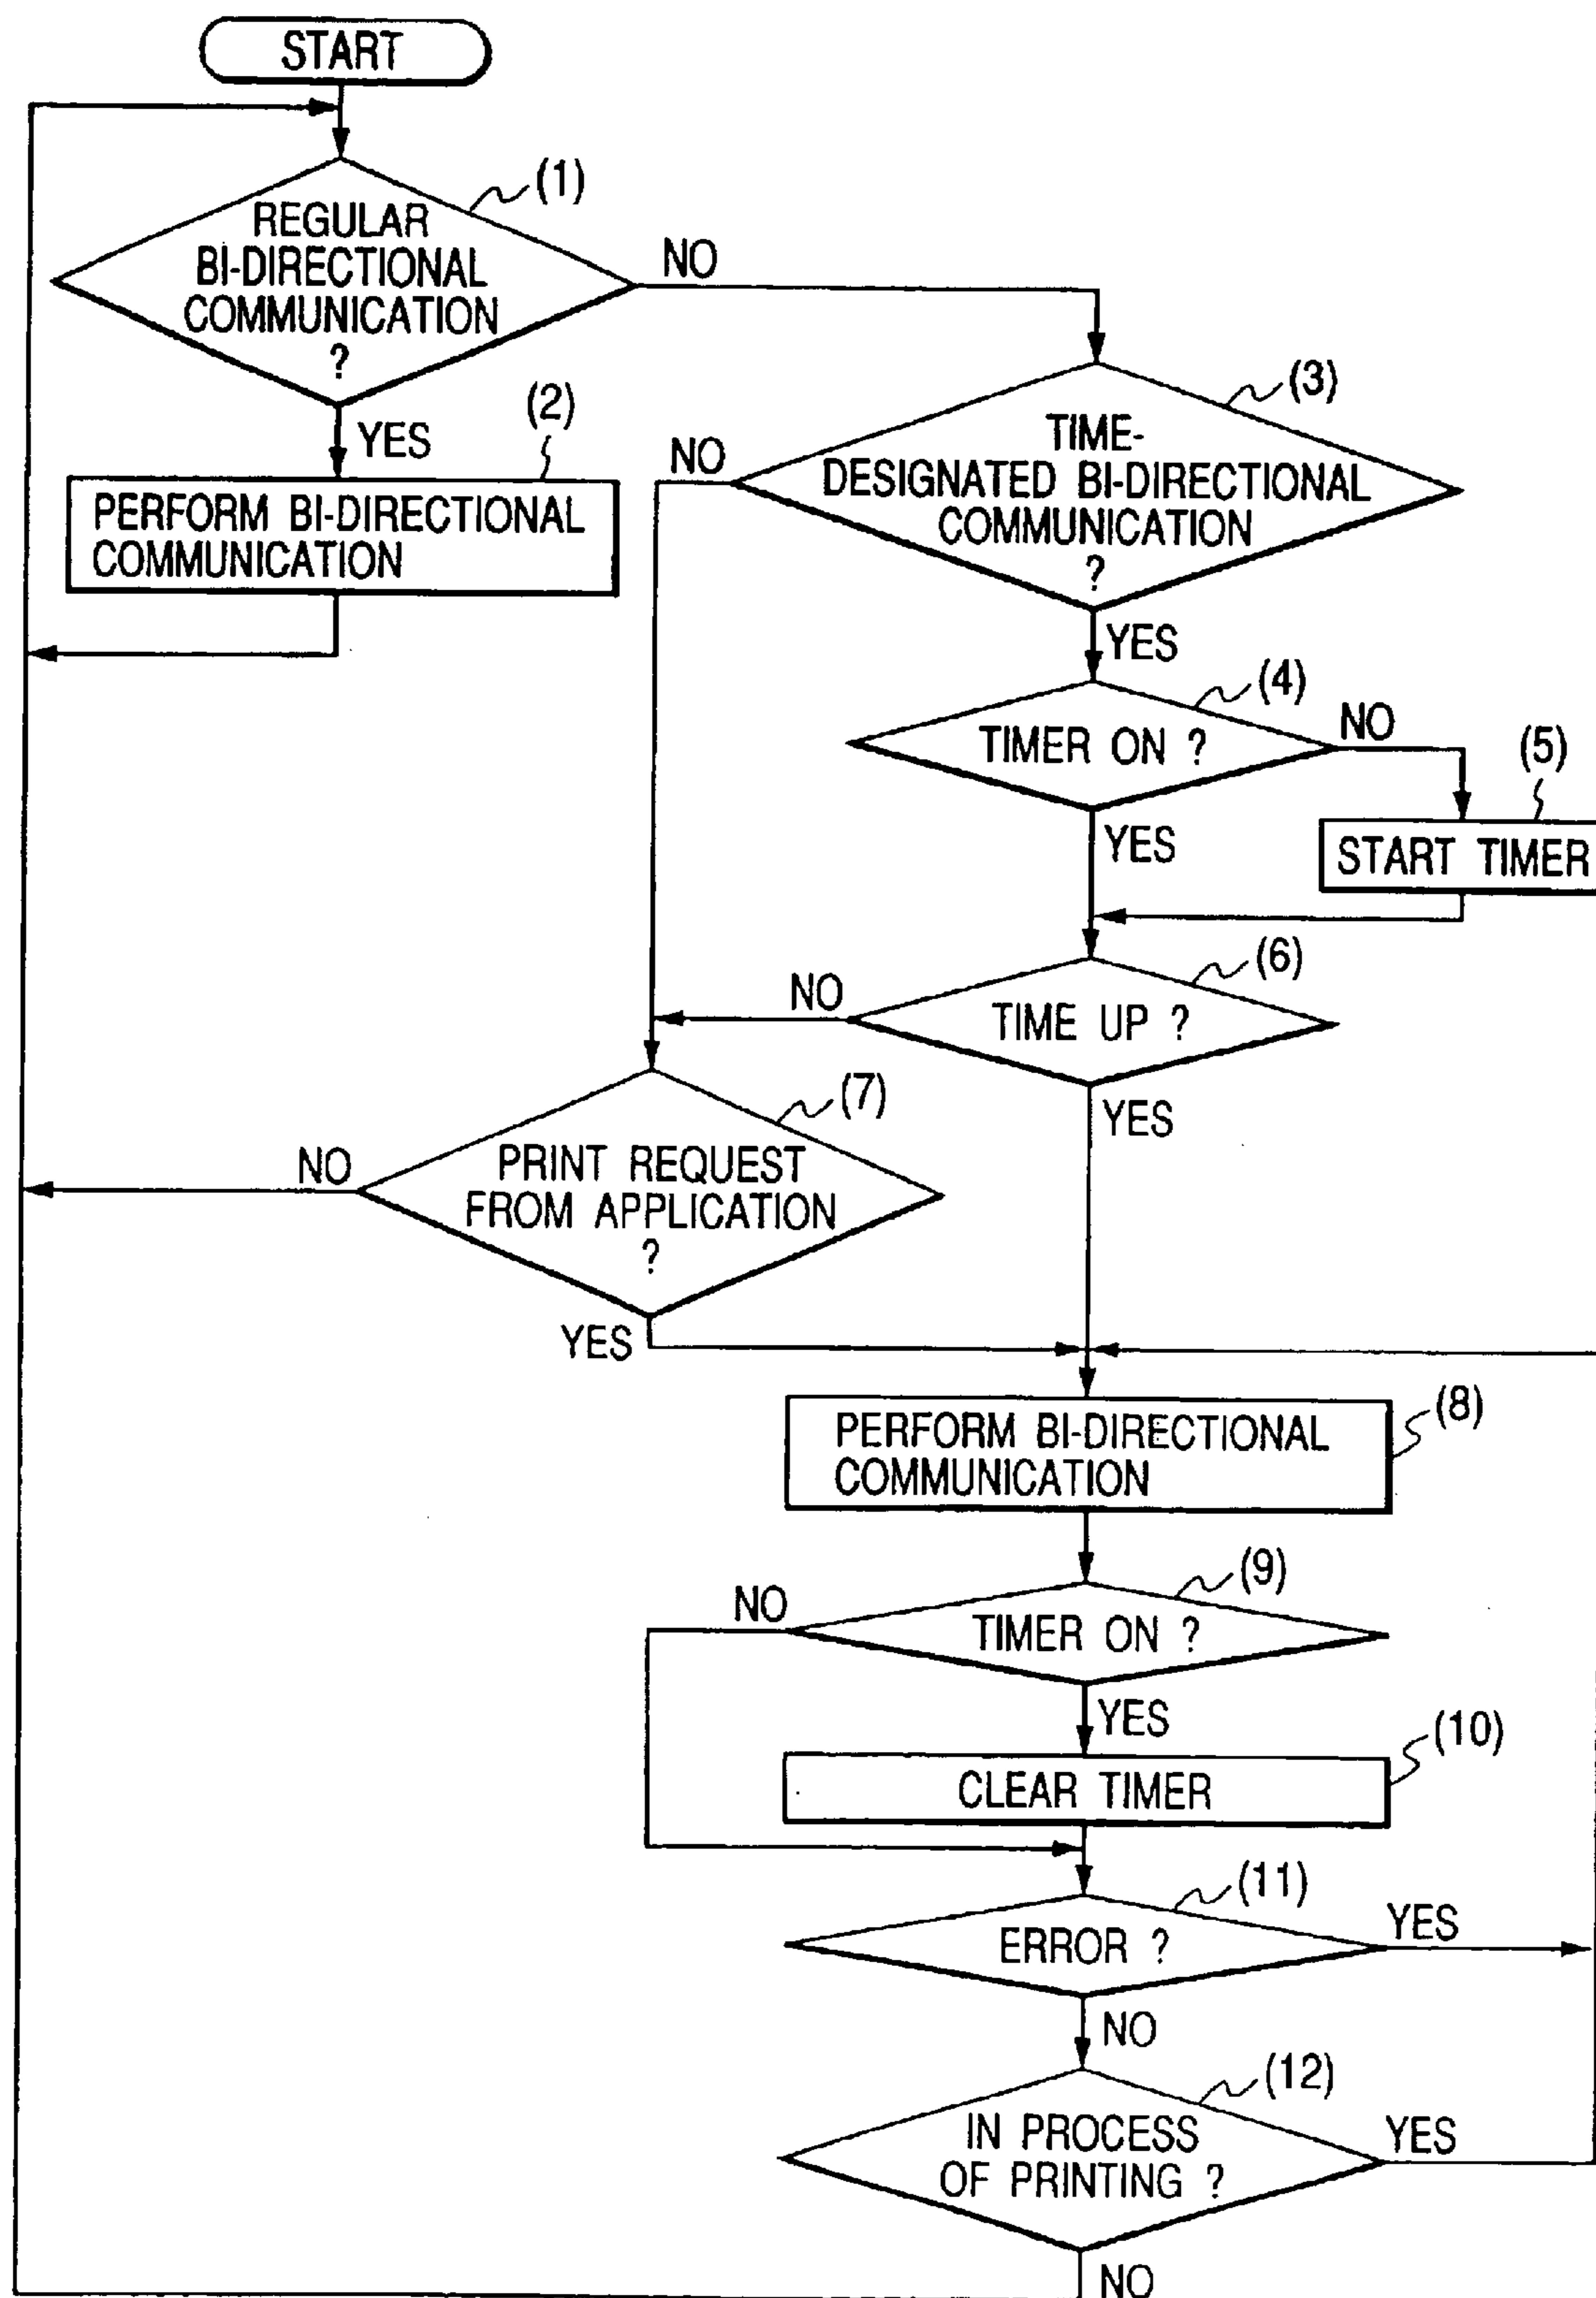 START
(1)
REGULAR
BI-DIRECTIONAL
COMMUNICATION
?
NO
YES
(2)
PERFORM BI-DIRECTIONAL
COMMUNICATION
(3)
TIME-
DESIGNATED BI-DIRECTIONAL
COMMUNICATION
?
NO
YES
(4)
TIMER ON ?
NO
YES
(5)
START TIMER
(6)
TIME UP ?
NO
YES
(7)
PRINT REQUEST
FROM APPLICATION
?
NO
YES
(8)
PERFORM BI-DIRECTIONAL
COMMUNICATION
(9)
TIMER ON ?
NO
YES
(10)
CLEAR TIMER
(11)
ERROR ?
YES
NO
(12)
IN PROCESS
OF PRINTING ?
YES
NO